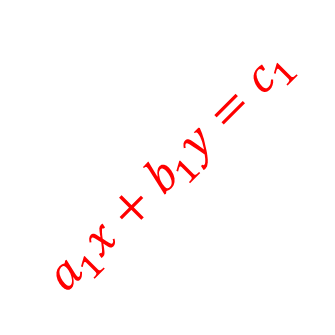 a₁x + b₁y = c₁